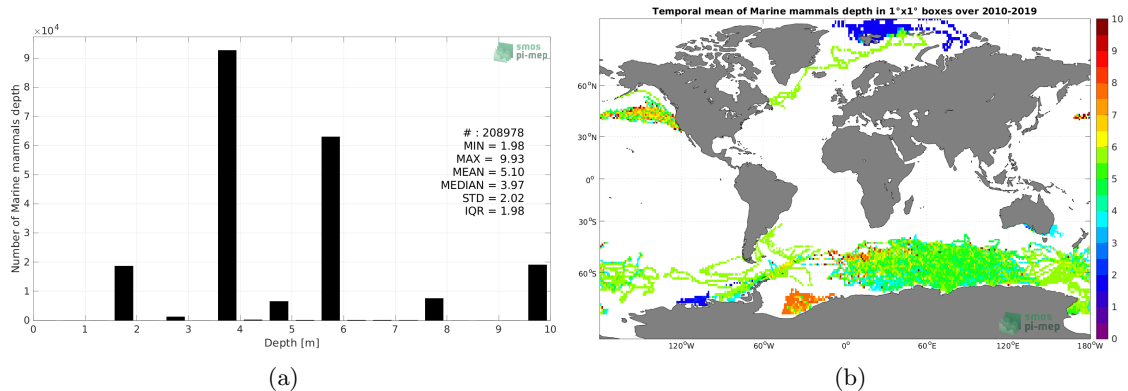 ×10⁴
9
8
7
6
5
4
3
2
1
0
Number of Marine mammals depth
smos
pi-mep
# : 208978
MIN = 1.98
MAX = 9.93
MEAN = 5.10
MEDIAN = 3.97
STD = 2.02
IQR = 1.98
0 1 2 3 4 5 6 7 8 9 10
Depth [m]
(a)
Temporal mean of Marine mammals depth in 1°x1° boxes over 2010-2019
60°N
30°N
0°
30°S
60°S
120°W 60°W 0° 60°E 120°E 180°W
smos
pi-mep
10
9
8
7
6
5
4
3
2
1
0
(b)